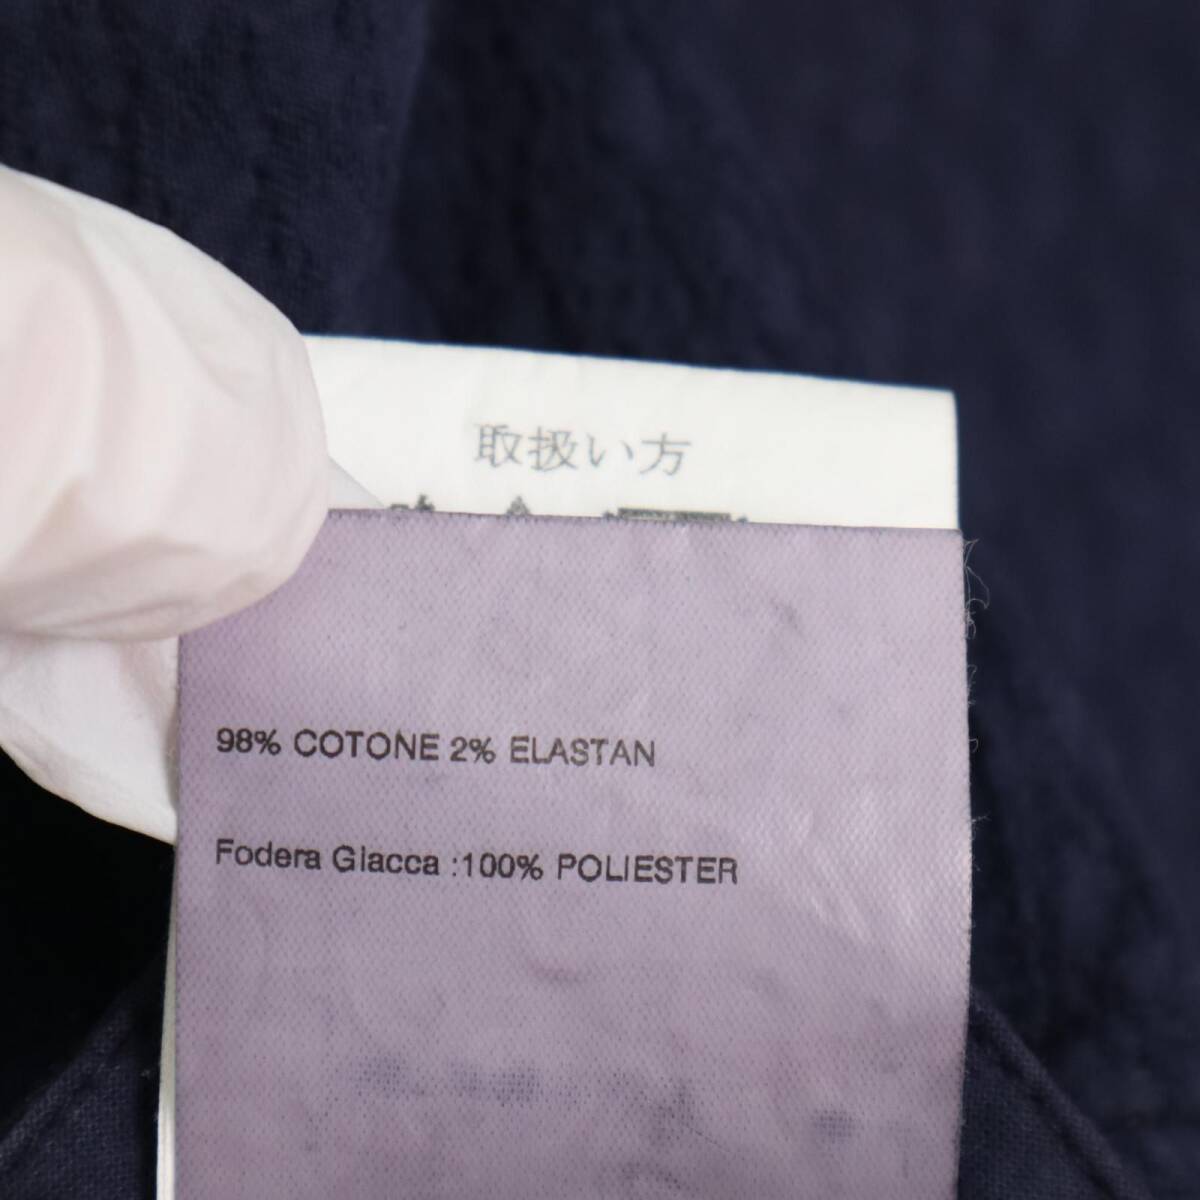 取扱い方
98% COTONE 2% ELASTAN
Fodera Giacca :100% POLIESTER